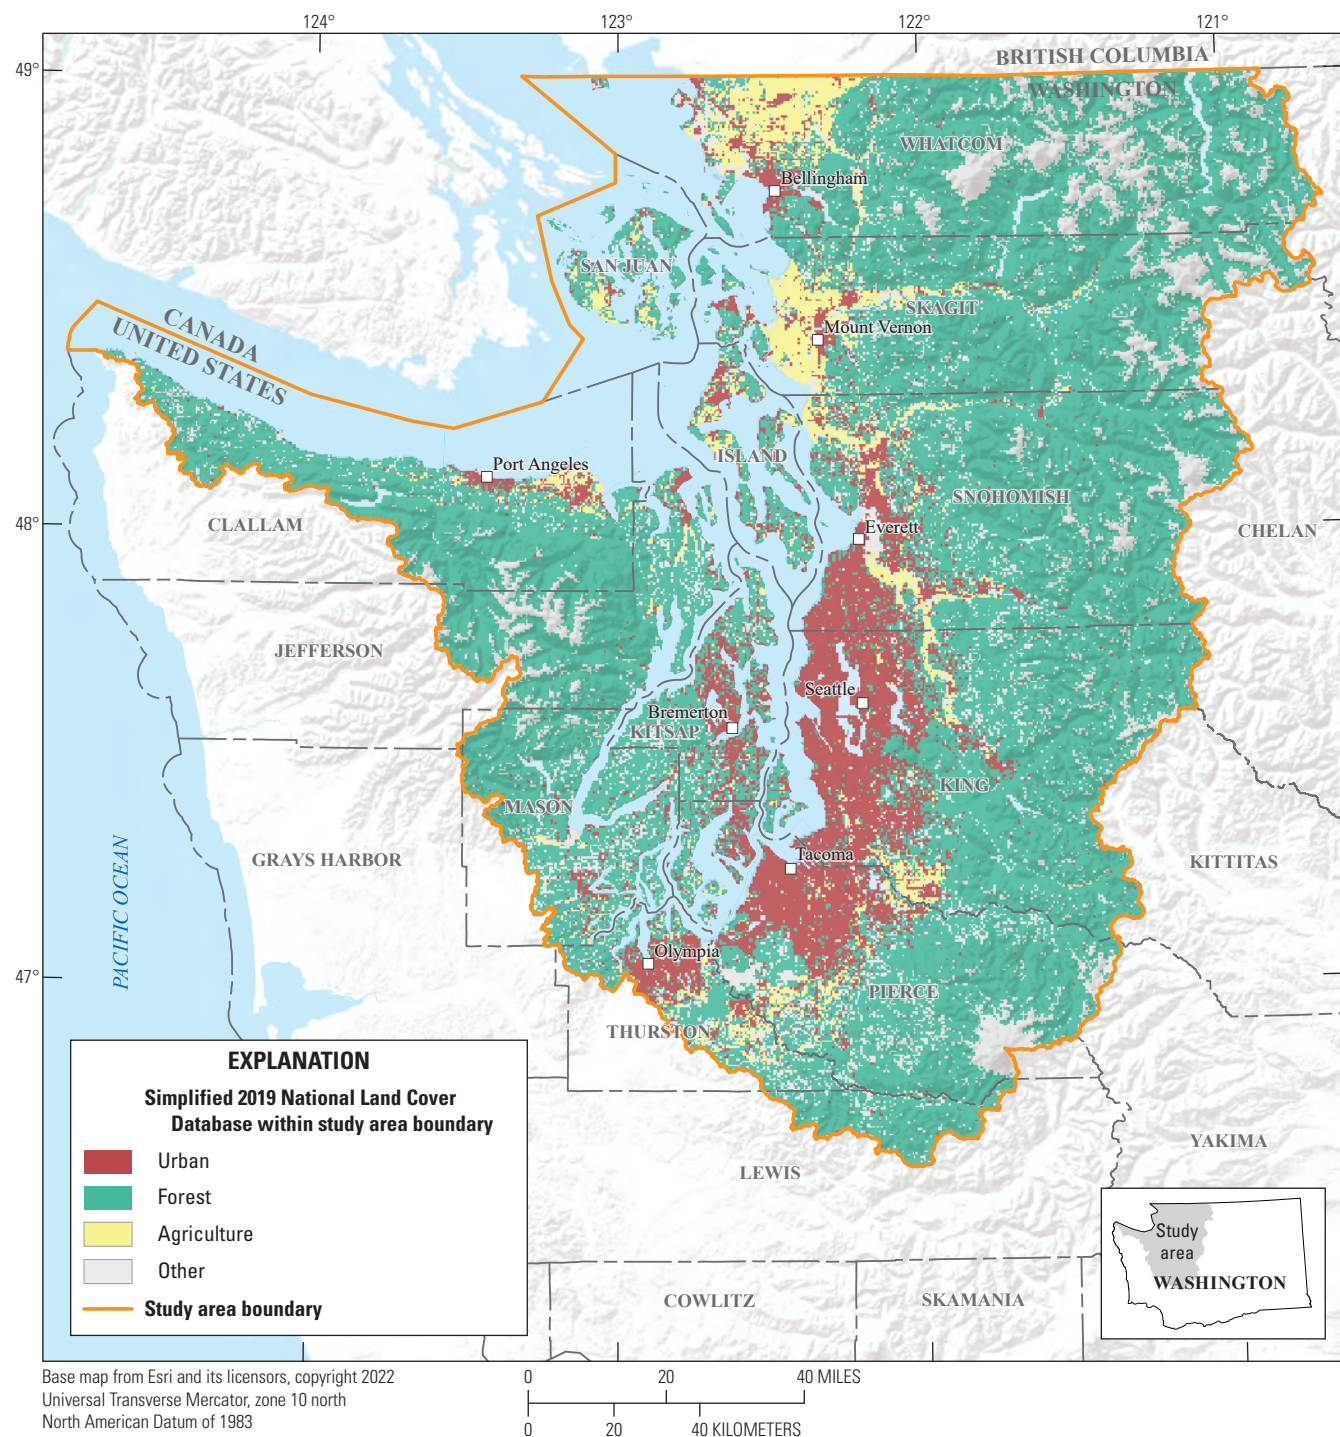 124°
123°
122°
121°
49°
BRITISH COLUMBIA
WASHINGTON
WHATCOM
Bellingham
SAN JUAN
SKAGIT
CANADA
UNITED STATES
Mount Vernon
ISLAND
Port Angeles
SNOHOMISH
48°
CLALLAM
Everett
CHELAN
JEFFERSON
Seattle
Bremerton
KITSAP
KING
MASON
GRAYS HARBOR
Tacoma
KITTITAS
PACIFIC OCEAN
Olympia
47°
PIERCE
THURSTON
EXPLANATION
Simplified 2019 National Land Cover
Database within study area boundary
Urban
Forest
Agriculture
Other
Study area boundary
LEWIS
YAKIMA
COWLITZ
SKAMANIA
Study
area
WASHINGTON
Base map from Esri and its licensors, copyright 2022
Universal Transverse Mercator, zone 10 north
North American Datum of 1983
0 20 40 MILES
0 20 40 KILOMETERS